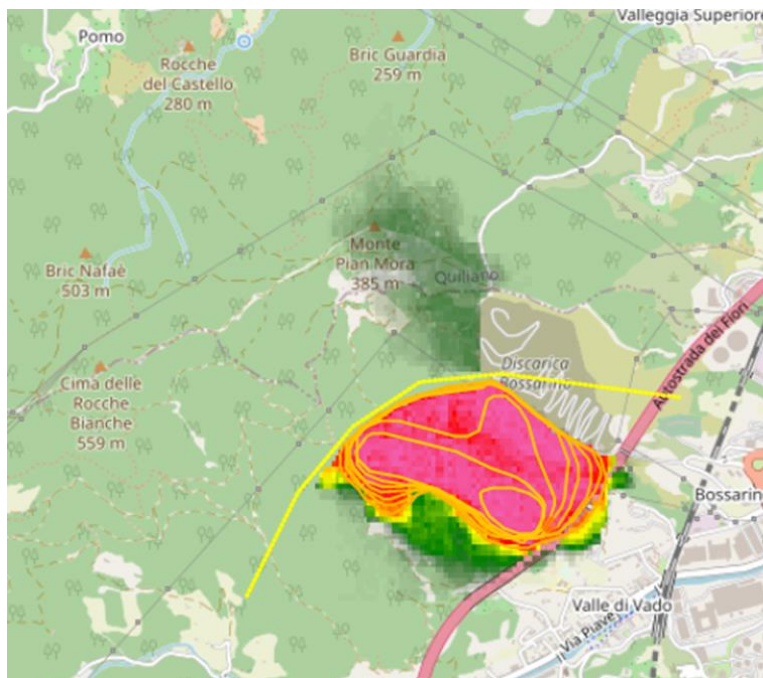 Valleggia Superiore
Pomo
Rocche
del Castello
280 m
Bric Guardia
259 m
Monte
Pian Mora
385 m
Quiliano
Bric Nafaè
503 m
Discarica
Bossarino
Autostrada dei Fiori
Cima delle
Rocche
Bianche
559 m
Bossarino
Valle di Vado
Via Piave